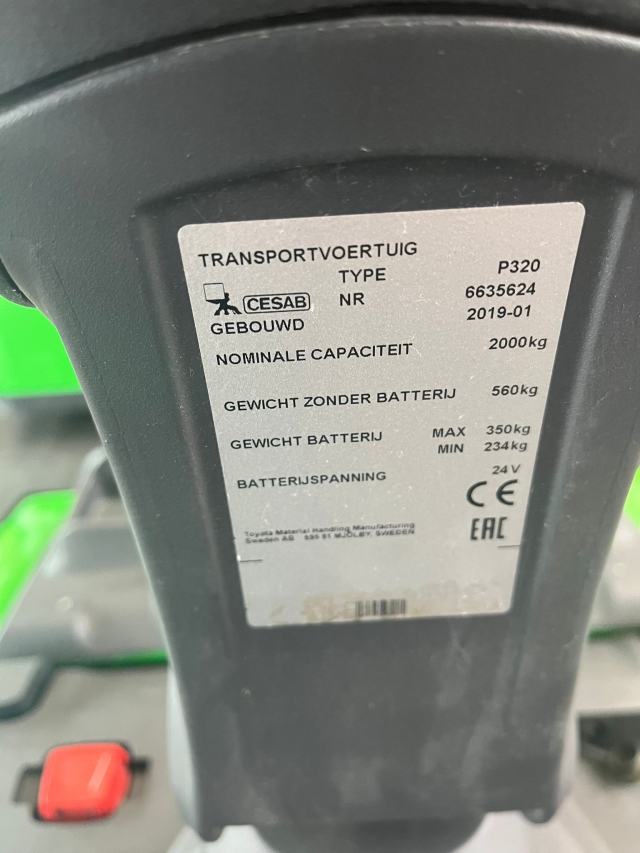 TRANSPORTVOERTUIG
TYPE P320
CESAB NR 6635624
GEBOUWD 2019-01
NOMINALE CAPACITEIT 2000kg
GEWICHT ZONDER BATTERIJ 560kg
GEWICHT BATTERIJ MAX 350kg
MIN 234kg
BATTERIJSPANNING 24V
CE
Toyota Material Handling Manufacturing
Sweden AB 595 81 MJÖLBY, SWEDEN
EAC